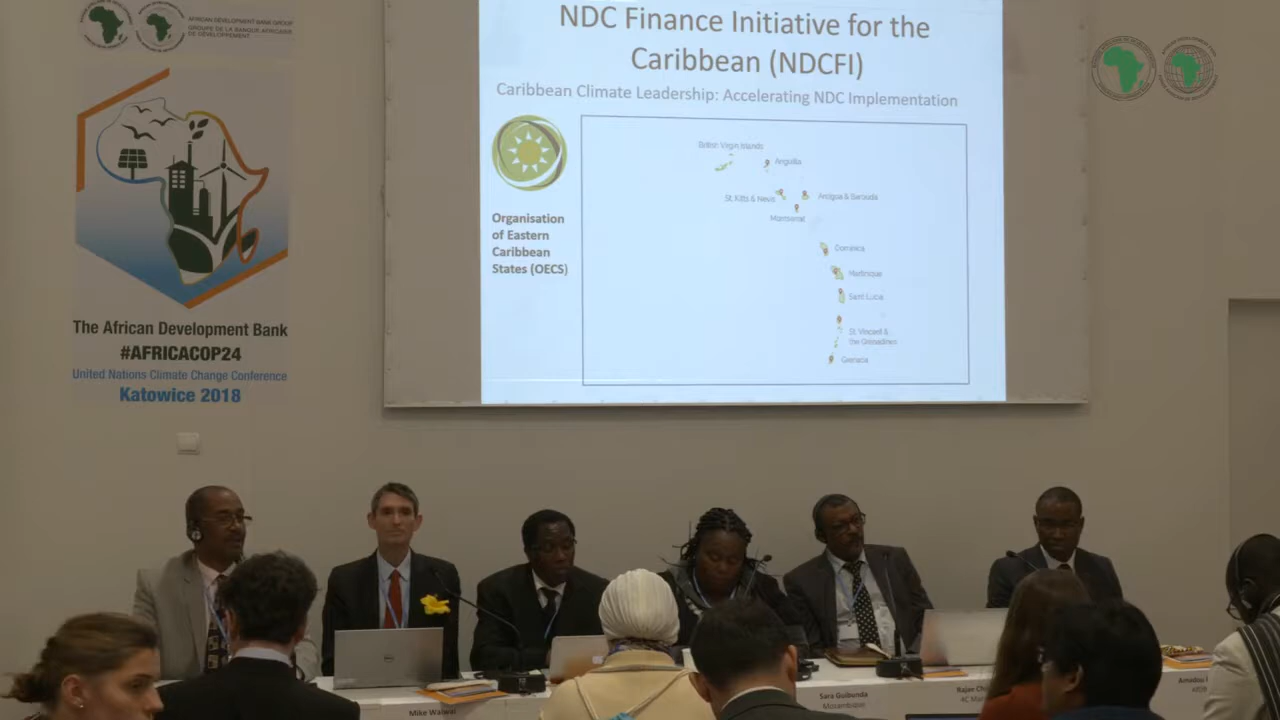 AFRICAN DEVELOPMENT BANK GROUP
GROUPE DE LA BANQUE AFRICAINE
DE DÉVELOPPEMENT
The African Development Bank
#AFRICACOP24
United Nations Climate Change Conference
Katowice 2018
NDC Finance Initiative for the
Caribbean (NDCFI)
Caribbean Climate Leadership: Accelerating NDC Implementation
Organisation
of Eastern
Caribbean
States (OECS)
British Virgin Islands
Anguilla
St. Kitts & Nevis
Antigua & Barbuda
Montserrat
Dominica
Martinique
Saint Lucia
St. Vincent &
the Grenadines
Grenada
Mike
Sara
Mozambique
Rajan
4C